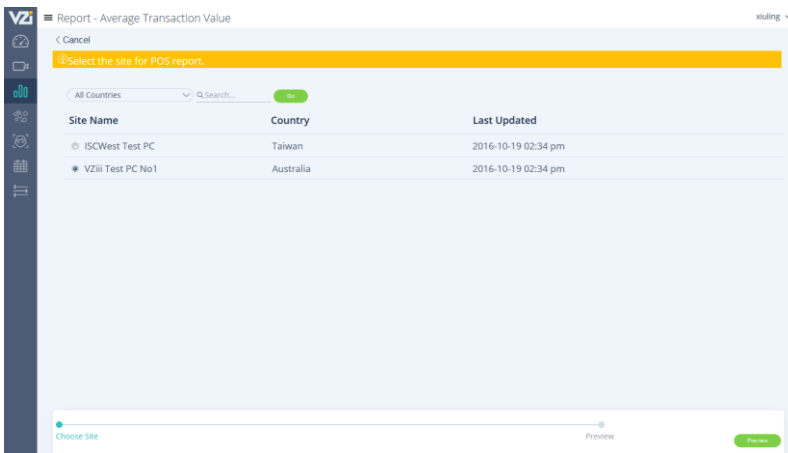 VZi
Report - Average Transaction Value
xiuling
Cancel
Select the site for POS report.
All Countries
Search...
Go
Site Name Country Last Updated
ISCWest Test PC Taiwan 2016-10-19 02:34 pm
VZiii Test PC No1 Australia 2016-10-19 02:34 pm
Choose Site
Preview
Preview